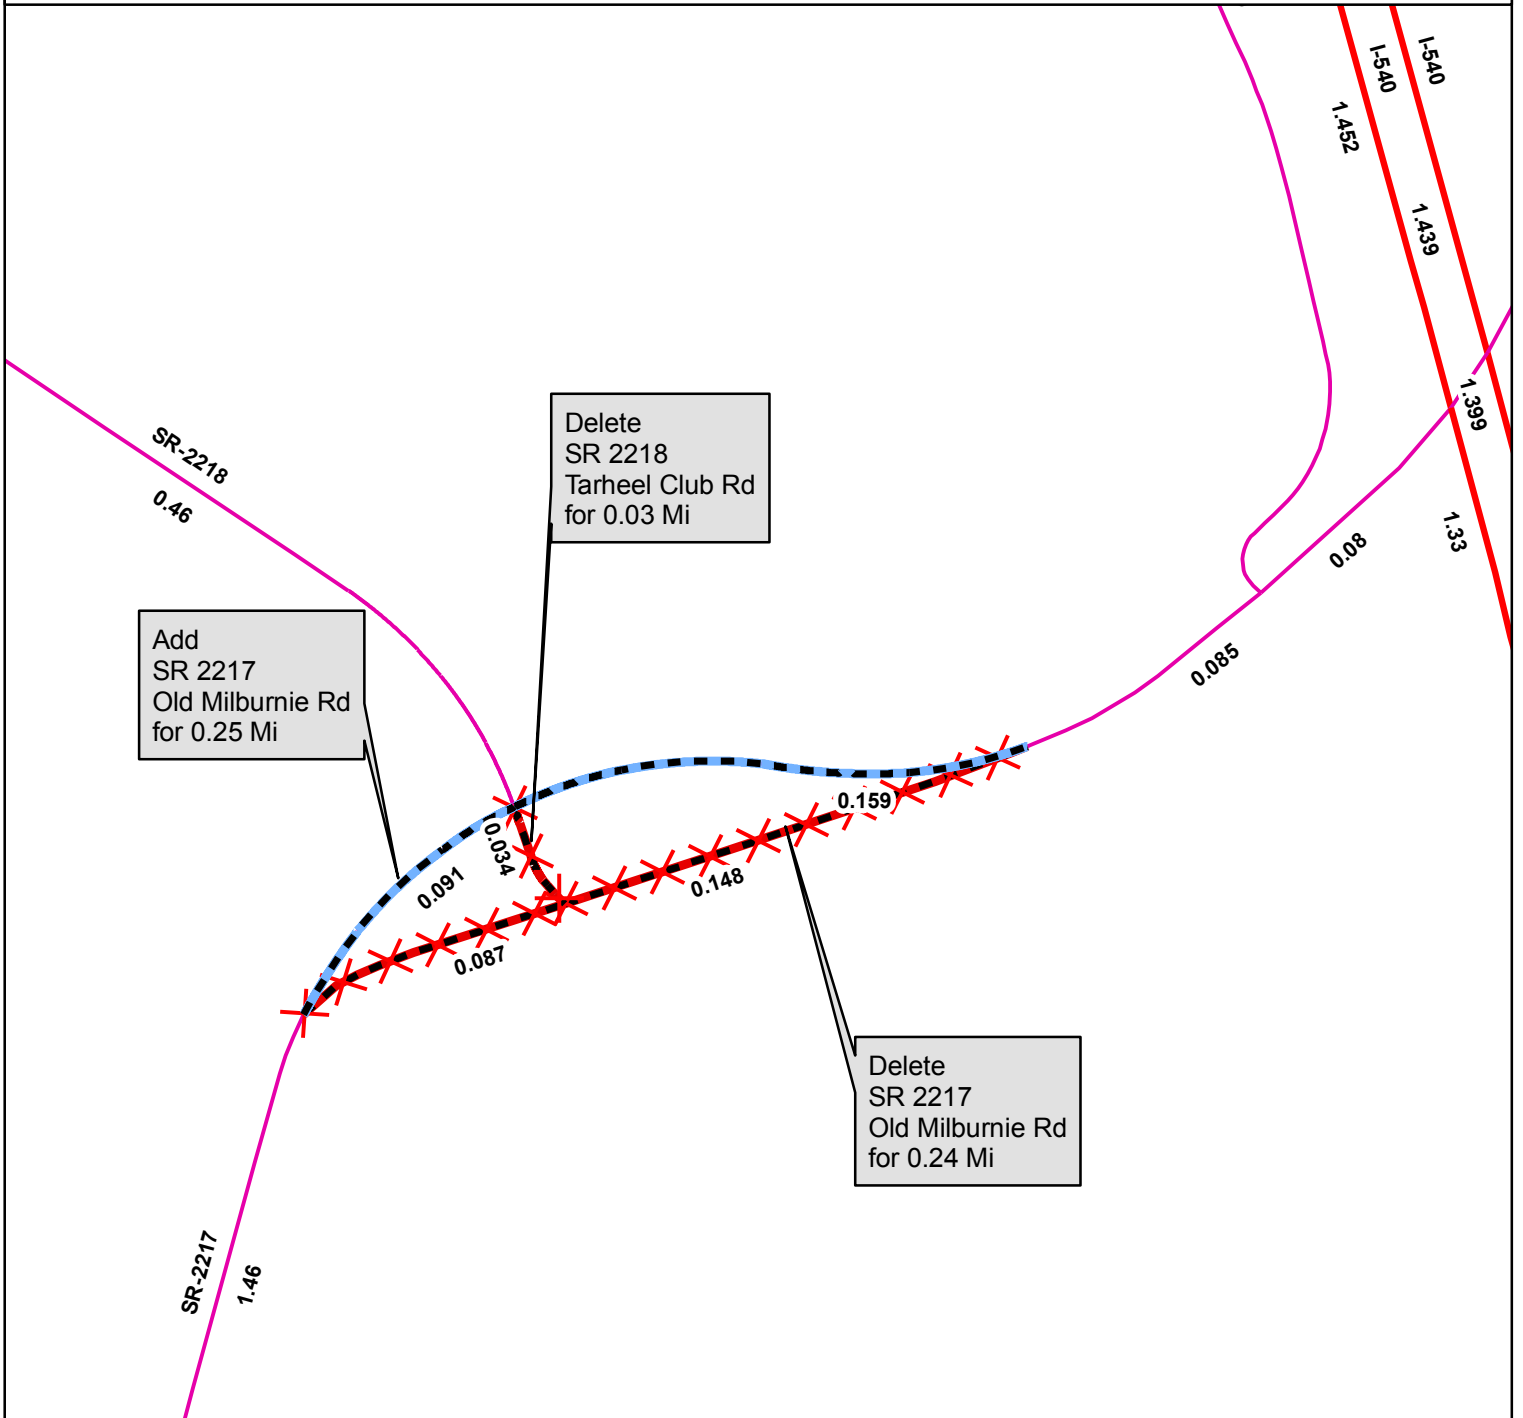 I-540
I-540
1.452
1.439
1.399
1.33
SR-2218
0.46
Delete
SR 2218
Tarheel Club Rd
for 0.03 Mi
0.08
Add
SR 2217
Old Milburnie Rd
for 0.25 Mi
0.085
0.159
0.034
0.091
0.148
0.087
Delete
SR 2217
Old Milburnie Rd
for 0.24 Mi
SR-2217
1.46